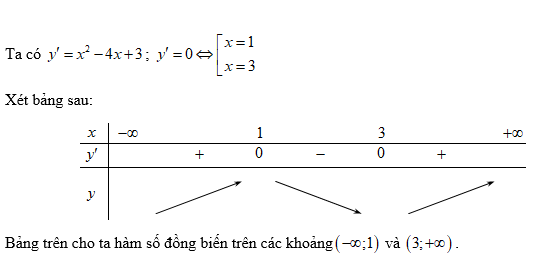 Ta có y' = x² − 4x + 3 ; y' = 0 ⇔ [ x = 1
x = 3
Xét bảng sau:
x −∞ 1 3 +∞
y' + 0 − 0 +
y
Bảng trên cho ta hàm số đồng biến trên các khoảng (−∞;1) và (3;+∞) .